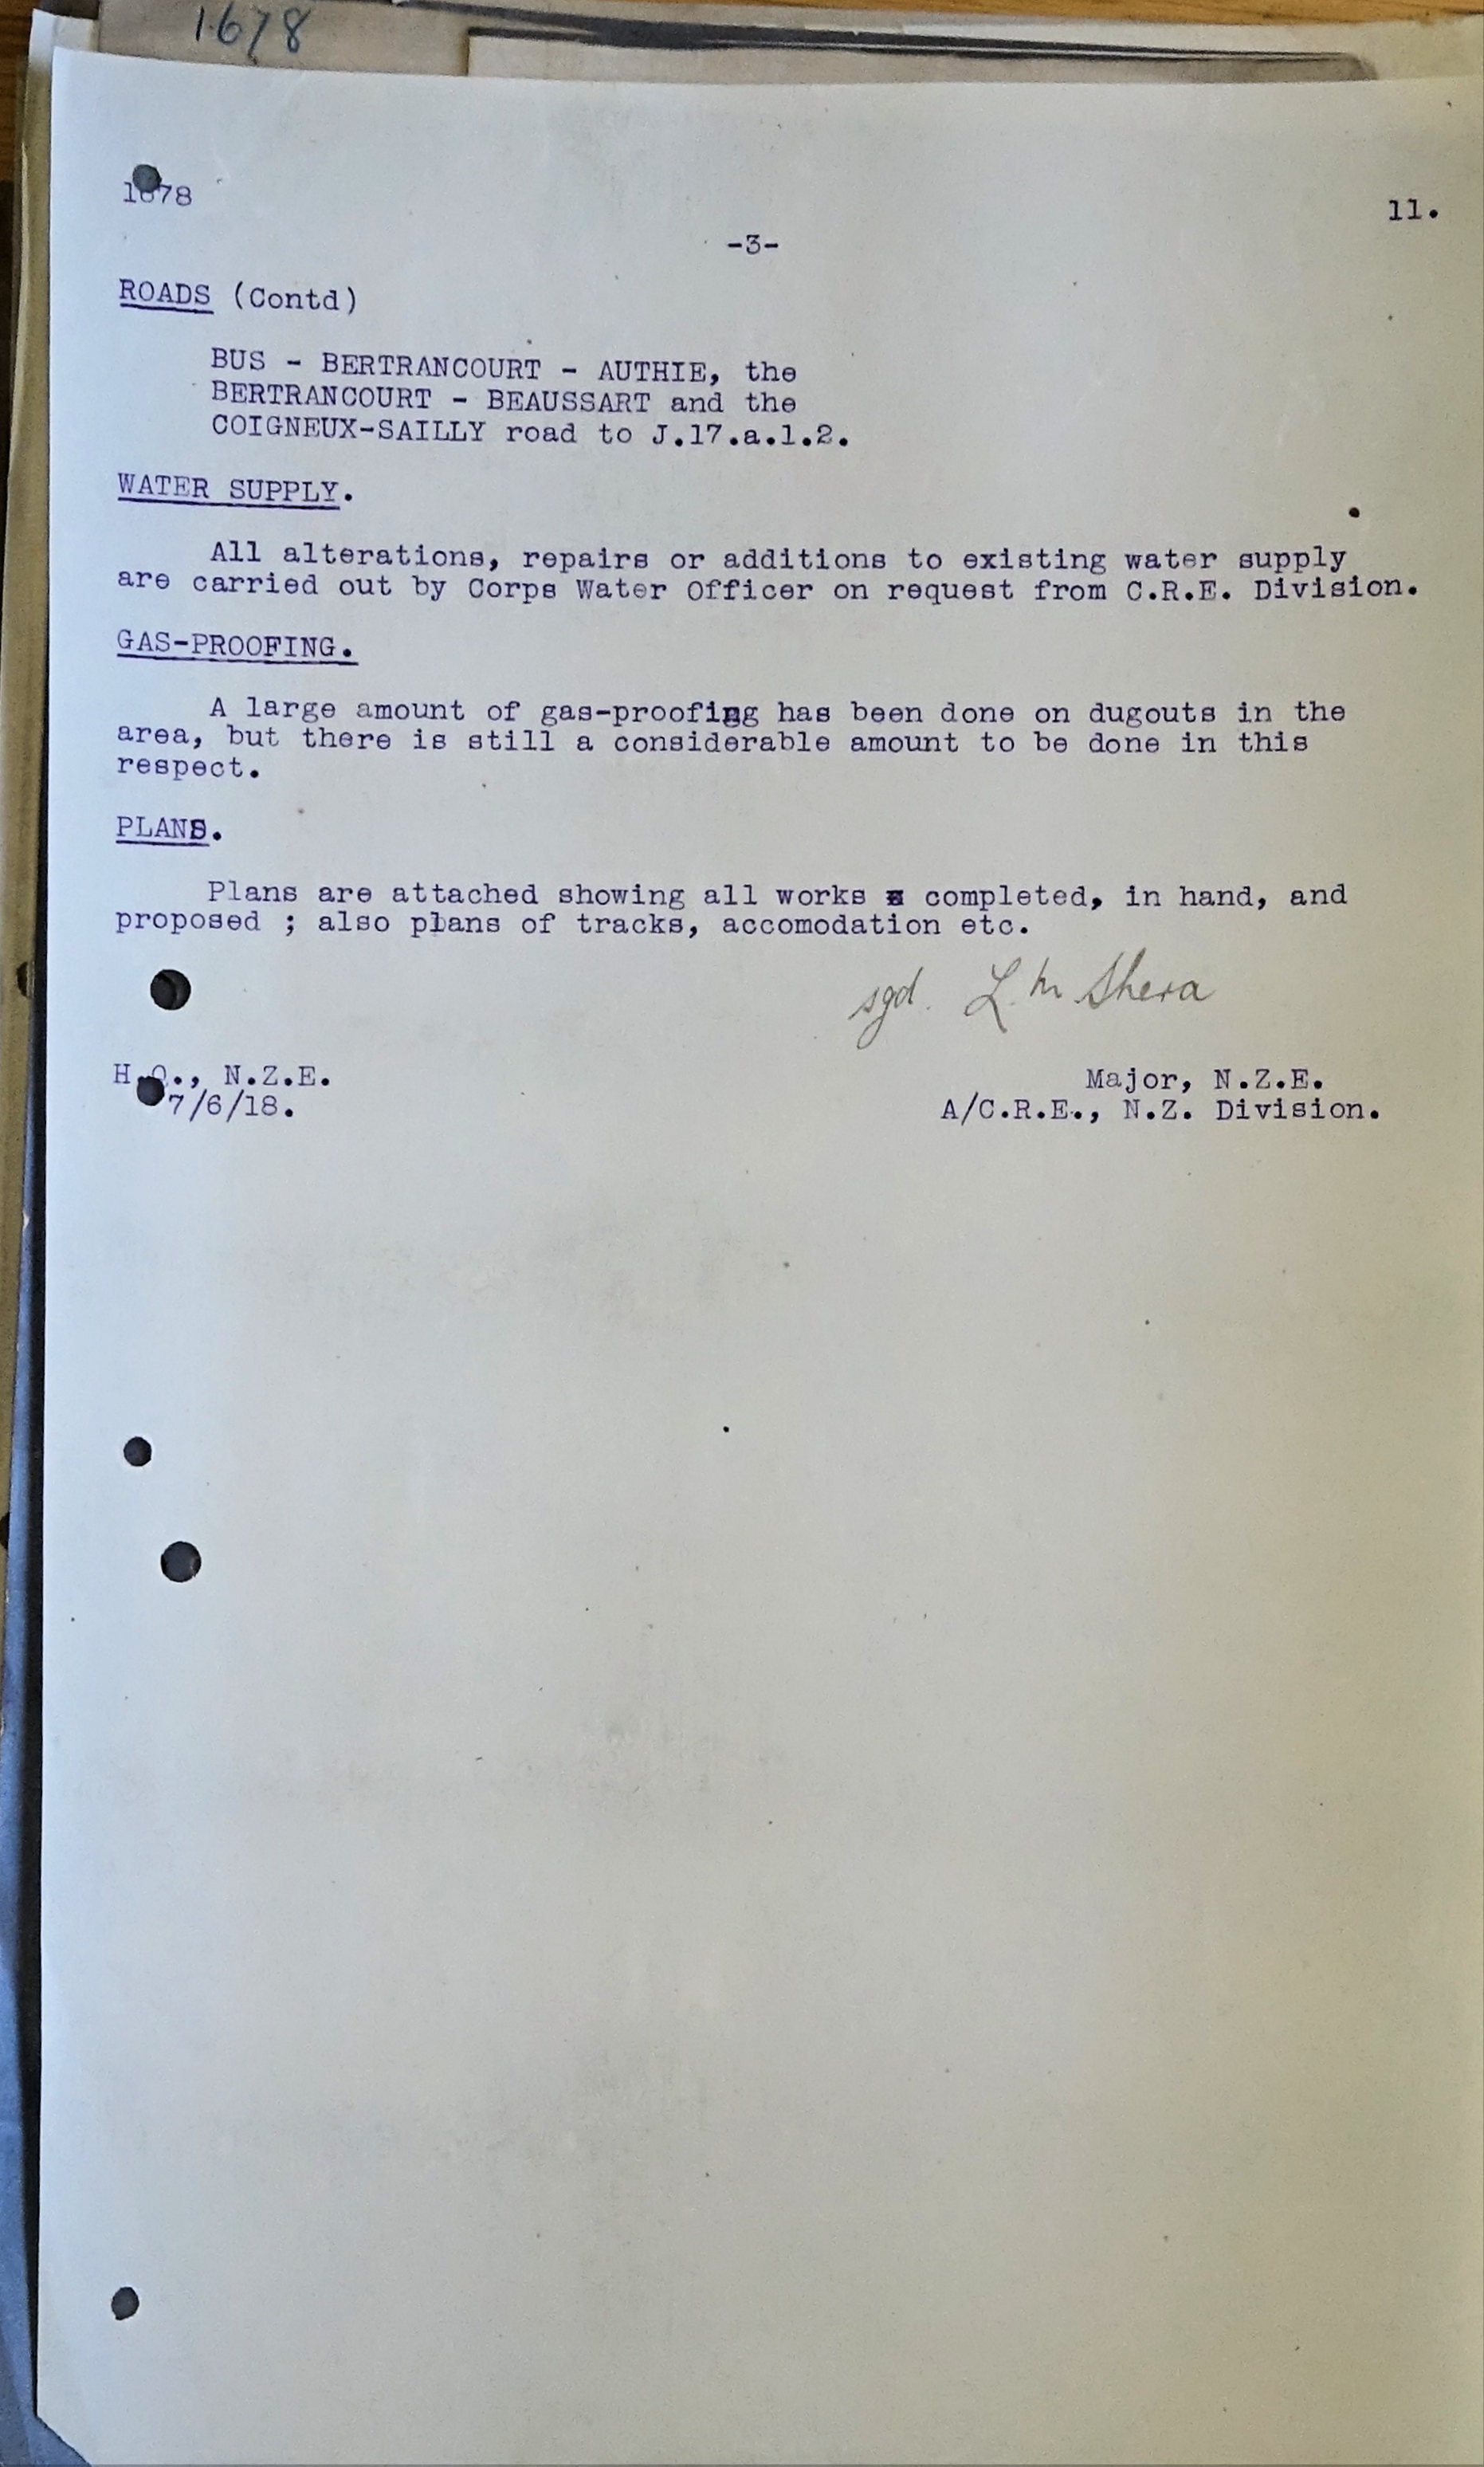 1678
1678
11.
-3-
ROADS (Contd)
BUS - BERTRANCOURT - AUTHIE, the
BERTRANCOURT - BEAUSSART and the
COIGNEUX-SAILLY road to J.17.a.1.2.
WATER SUPPLY.
All alterations, repairs or additions to existing water supply
are carried out by Corps Water Officer on request from C.R.E. Division.
GAS-PROOFING.
A large amount of gas-proofing has been done on dugouts in the
area, but there is still a considerable amount to be done in this
respect.
PLANS.
Plans are attached showing all works completed, in hand, and
proposed ; also plans of tracks, accomodation etc.
sgd. L. M Shera
H.Q., N.Z.E.
7/6/18.
Major, N.Z.E.
A/C.R.E., N.Z. Division.